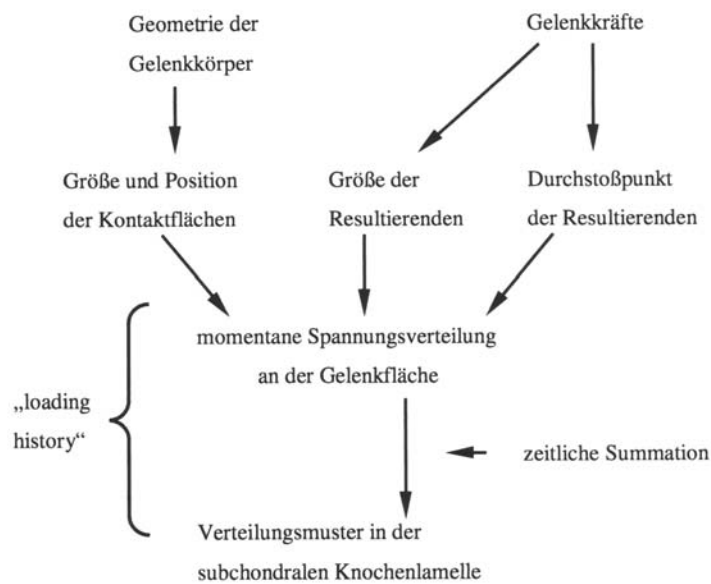 Geometrie der
Gelenkkörper
Gelenkkräfte
Größe und Position
der Kontaktflächen
Größe der
Resultierenden
Durchstoßpunkt
der Resultierenden
momentane Spannungsverteilung
an der Gelenkfläche
„loading
history“
zeitliche Summation
Verteilungsmuster in der
subchondralen Knochenlamelle